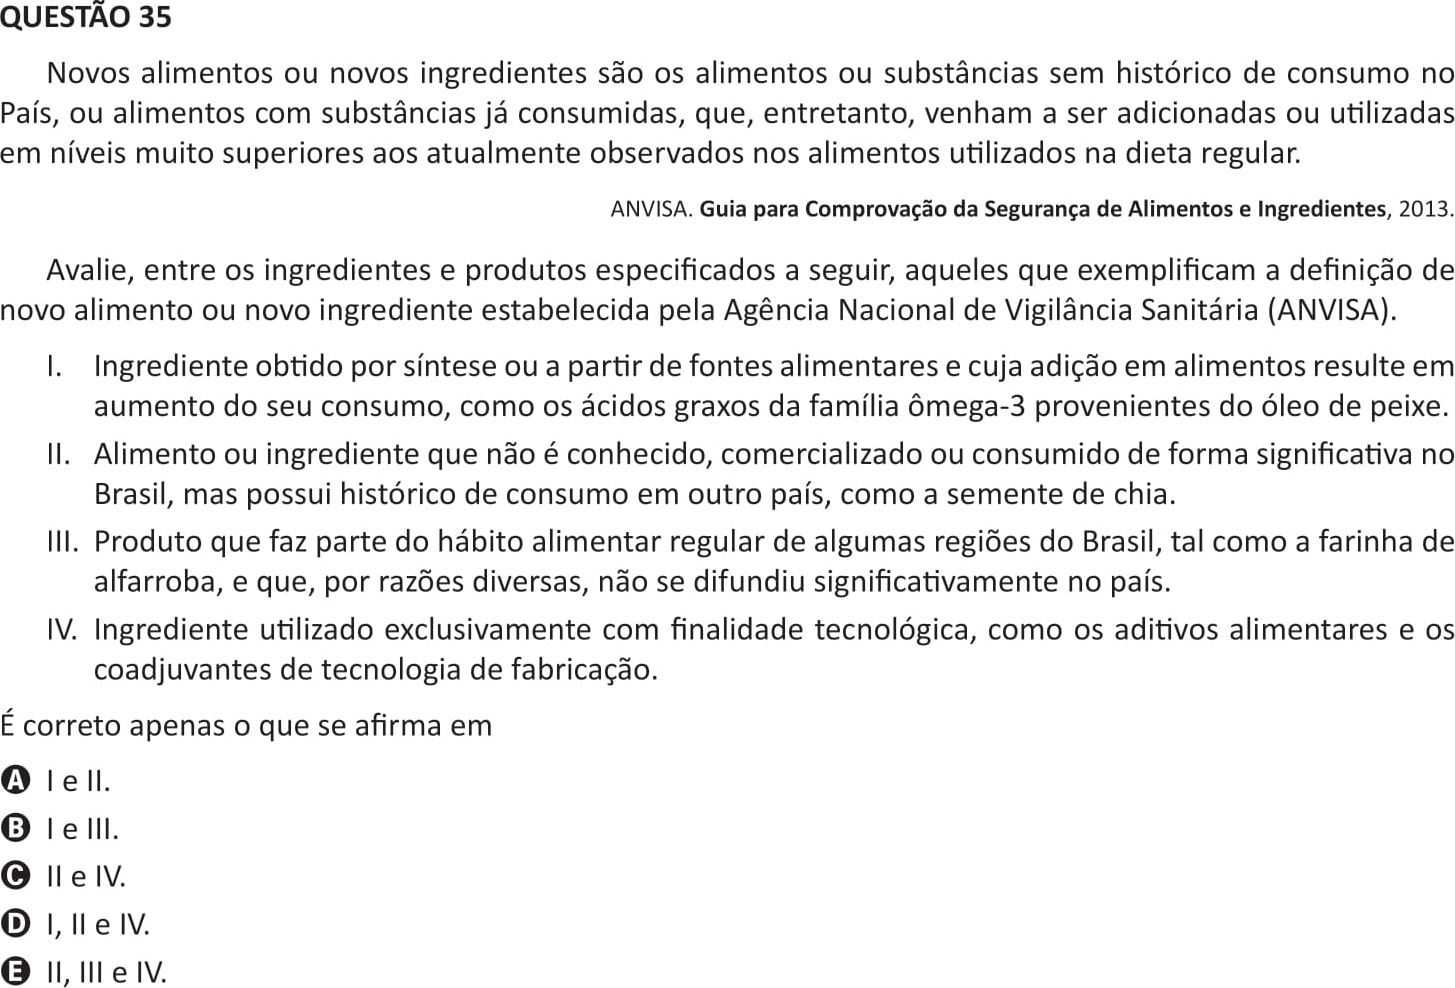 QUESTÃO 35
Novos alimentos ou novos ingredientes são os alimentos ou substâncias sem histórico de consumo no
País, ou alimentos com substâncias já consumidas, que, entretanto, venham a ser adicionadas ou utilizadas
em níveis muito superiores aos atualmente observados nos alimentos utilizados na dieta regular.
ANVISA. Guia para Comprovação da Segurança de Alimentos e Ingredientes, 2013.
Avalie, entre os ingredientes e produtos especificados a seguir, aqueles que exemplificam a definição de
novo alimento ou novo ingrediente estabelecida pela Agência Nacional de Vigilância Sanitária (ANVISA).
I. Ingrediente obtido por síntese ou a partir de fontes alimentares e cuja adição em alimentos resulte em
aumento do seu consumo, como os ácidos graxos da família ômega-3 provenientes do óleo de peixe.
II. Alimento ou ingrediente que não é conhecido, comercializado ou consumido de forma significativa no
Brasil, mas possui histórico de consumo em outro país, como a semente de chia.
III. Produto que faz parte do hábito alimentar regular de algumas regiões do Brasil, tal como a farinha de
alfarroba, e que, por razões diversas, não se difundiu significativamente no país.
IV. Ingrediente utilizado exclusivamente com finalidade tecnológica, como os aditivos alimentares e os
coadjuvantes de tecnologia de fabricação.
É correto apenas o que se afirma em
A I e II.
B I e III.
C II e IV.
D I, II e IV.
E II, III e IV.